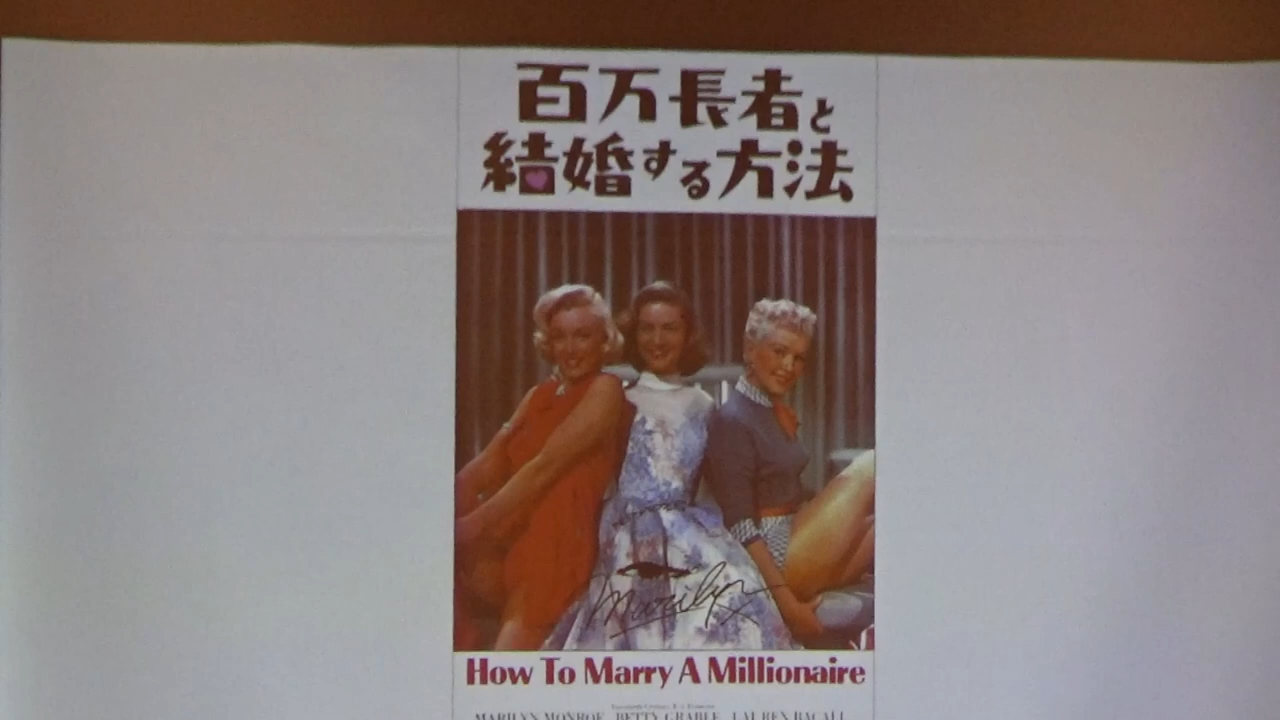 百万長者と
結婚する方法
Marilyn
How To Marry A Millionaire
MARILYN MONROE BETTY GRABLE LAUREN BACALL